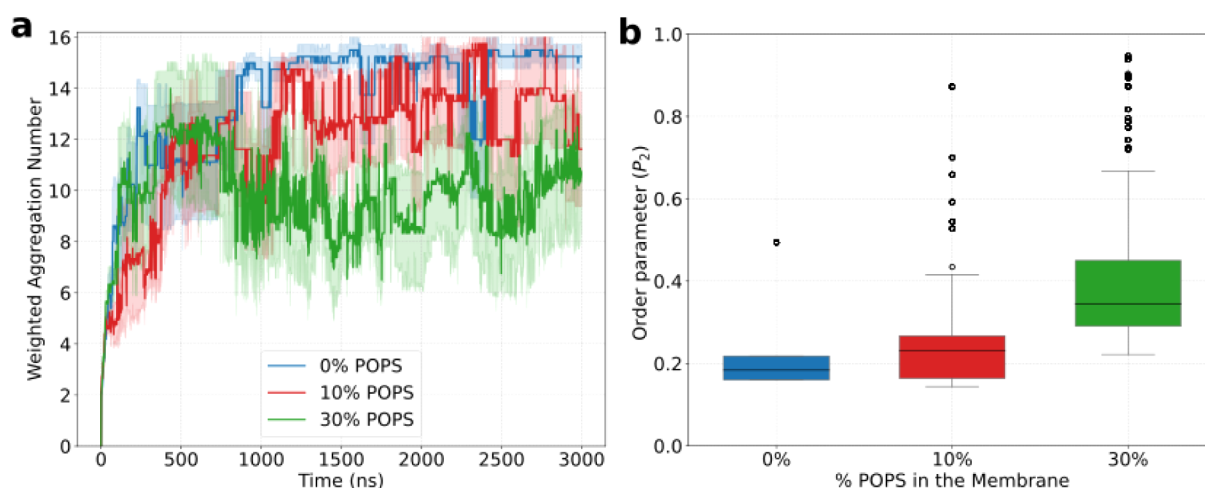 a
Weighted Aggregation Number
16
14
12
10
8
6
4
2
0
0% POPS
10% POPS
30% POPS
0 500 1000 1500 2000 2500 3000
Time (ns)
b
Order parameter (P₂)
1.0
0.8
0.6
0.4
0.2
0.0
0% 10% 30%
% POPS in the Membrane